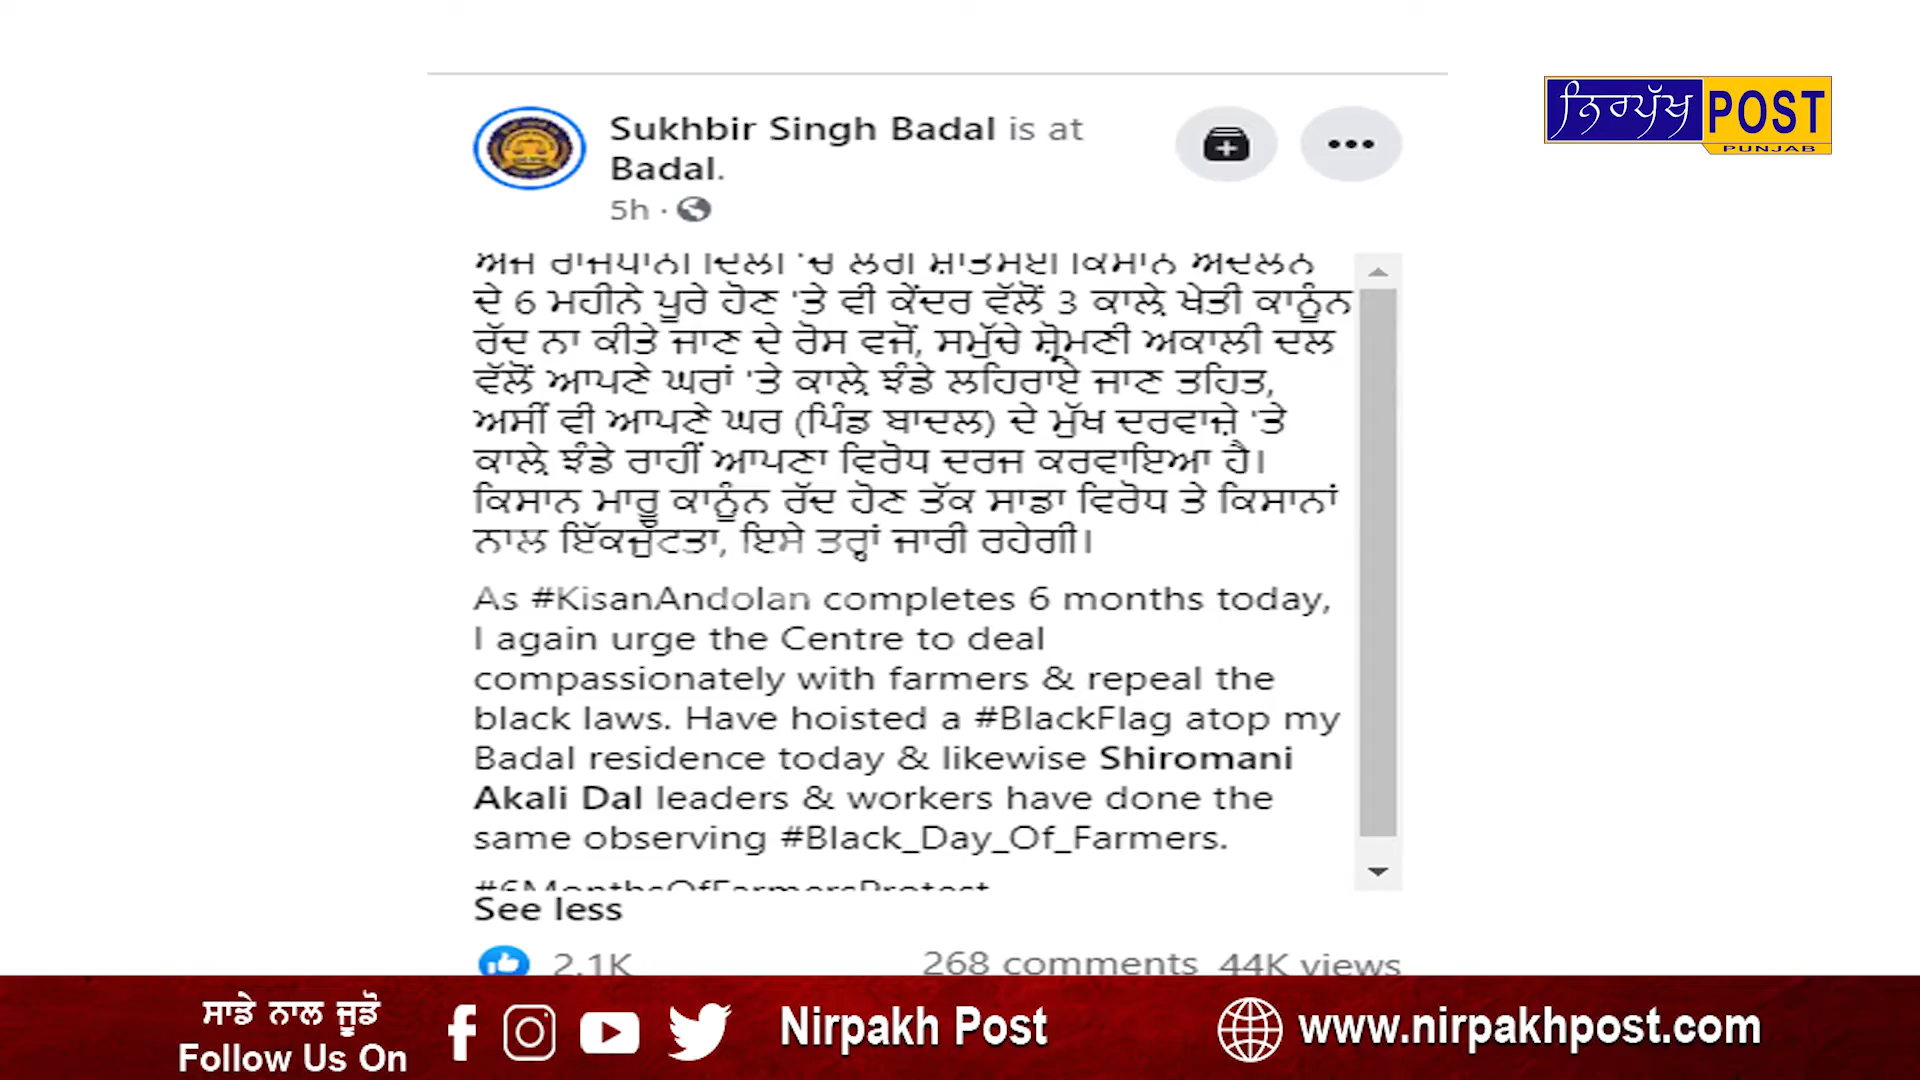 Sukhbir Singh Badal is at
Badal.
5h ·
ਨਿਰਪੱਖ POST
PUNJAB
ਅੱਜ ਰਾਜਧਾਨੀ ਦਿੱਲੀ 'ਚ ਲੱਗੇ ਸ਼ਾਂਤਮਈ ਕਿਸਾਨ ਅੰਦੋਲਨ
ਦੇ 6 ਮਹੀਨੇ ਪੂਰੇ ਹੋਣ 'ਤੇ ਵੀ ਕੇਂਦਰ ਵੱਲੋਂ 3 ਕਾਲ਼ੇ ਖੇਤੀ ਕਾਨੂੰਨ
ਰੱਦ ਨਾ ਕੀਤੇ ਜਾਣ ਦੇ ਰੋਸ ਵਜੋਂ, ਸਮੁੱਚੇ ਸ਼੍ਰੋਮਣੀ ਅਕਾਲੀ ਦਲ
ਵੱਲੋਂ ਆਪਣੇ ਘਰਾਂ 'ਤੇ ਕਾਲ਼ੇ ਝੰਡੇ ਲਹਿਰਾਏ ਜਾਣ ਤਹਿਤ,
ਅਸੀਂ ਵੀ ਆਪਣੇ ਘਰ (ਪਿੰਡ ਬਾਦਲ) ਦੇ ਮੁੱਖ ਦਰਵਾਜ਼ੇ 'ਤੇ
ਕਾਲ਼ੇ ਝੰਡੇ ਰਾਹੀਂ ਆਪਣਾ ਵਿਰੋਧ ਦਰਜ ਕਰਵਾਇਆ ਹੈ।
ਕਿਸਾਨ ਮਾਰੂ ਕਾਨੂੰਨ ਰੱਦ ਹੋਣ ਤੱਕ ਸਾਡਾ ਵਿਰੋਧ ਤੇ ਕਿਸਾਨਾਂ
ਨਾਲ ਇੱਕਜੁੱਟਤਾ, ਇਸੇ ਤਰ੍ਹਾਂ ਜਾਰੀ ਰਹੇਗੀ।
As #KisanAndolan completes 6 months today,
I again urge the Centre to deal
compassionately with farmers & repeal the
black laws. Have hoisted a #BlackFlag atop my
Badal residence today & likewise Shiromani
Akali Dal leaders & workers have done the
same observing #Black_Day_Of_Farmers.
#6MonthsOfFarmersProtest
See less
2.1K 268 comments 44K views
ਸਾਡੇ ਨਾਲ ਜੂਡੋ
Follow Us On
Nirpakh Post
www.nirpakhpost.com